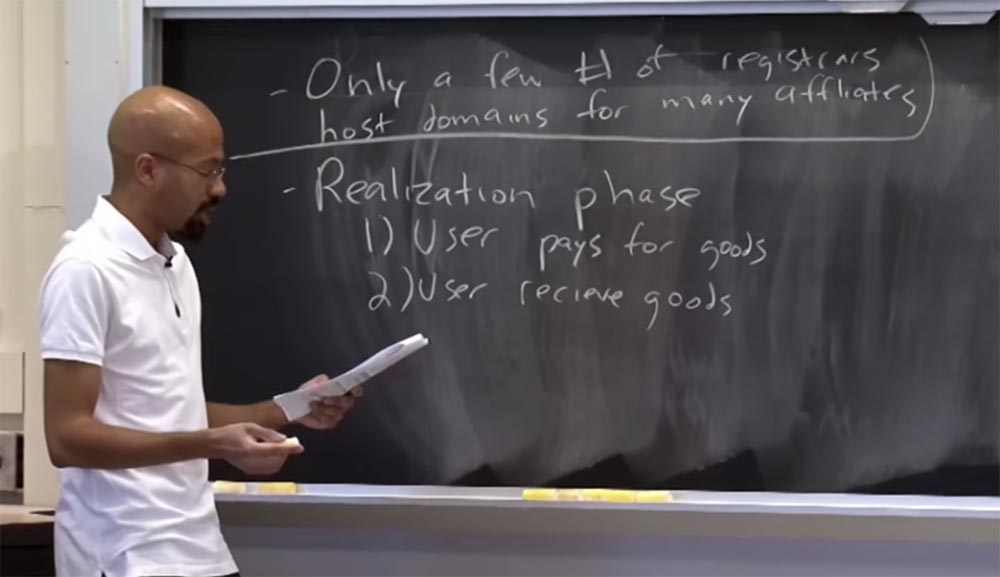 - Only a few # of registrars
host domains for many affliates
- Realization phase
1) User pays for goods
2) User recieve goods